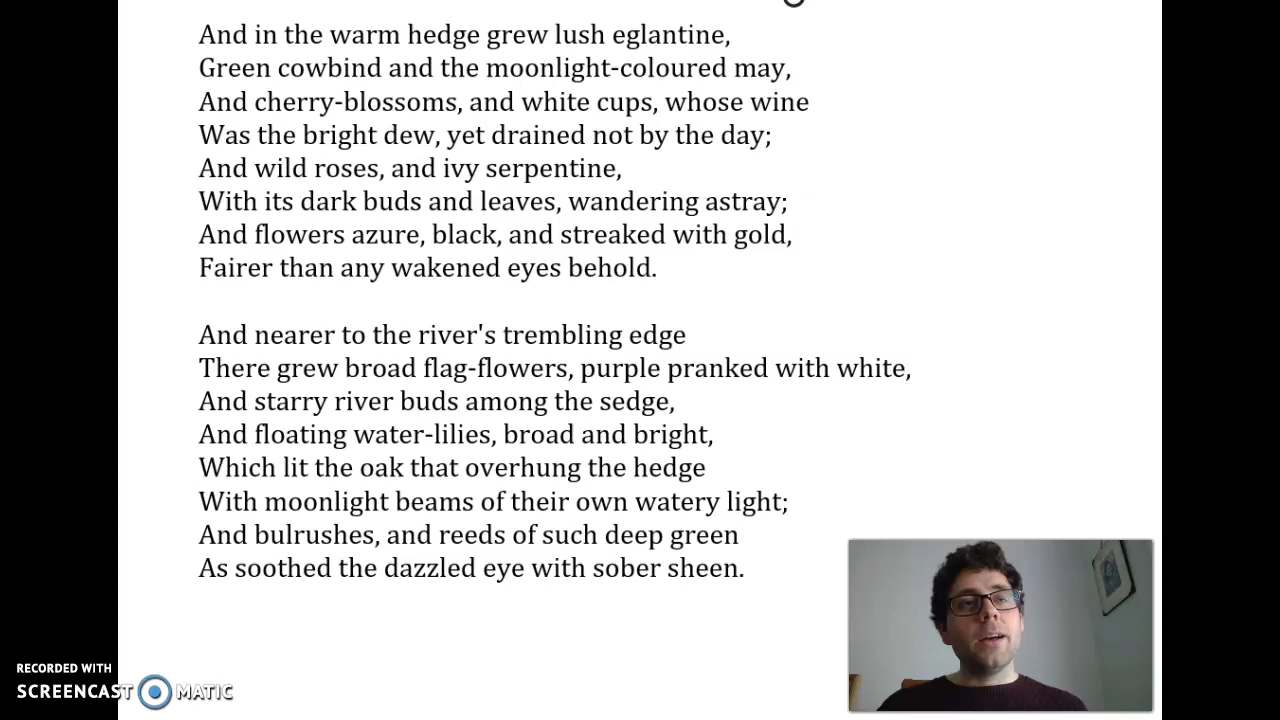 And in the warm hedge grew lush eglantine,
Green cowbind and the moonlight-coloured may,
And cherry-blossoms, and white cups, whose wine
Was the bright dew, yet drained not by the day;
And wild roses, and ivy serpentine,
With its dark buds and leaves, wandering astray;
And flowers azure, black, and streaked with gold,
Fairer than any wakened eyes behold.
And nearer to the river's trembling edge
There grew broad flag-flowers, purple pranked with white,
And starry river buds among the sedge,
And floating water-lilies, broad and bright,
Which lit the oak that overhung the hedge
With moonlight beams of their own watery light;
And bulrushes, and reeds of such deep green
As soothed the dazzled eye with sober sheen.
RECORDED WITH
SCREENCAST MATIC